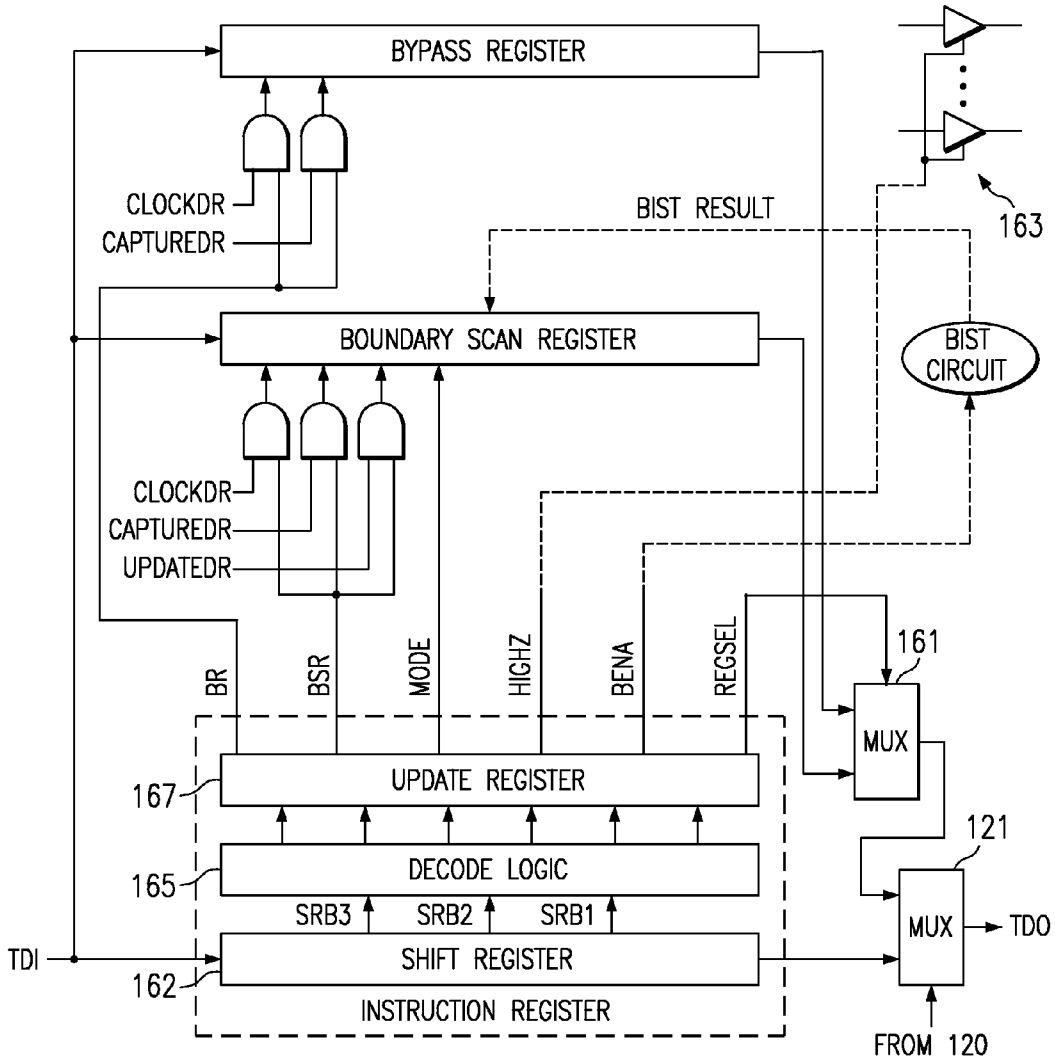 BYPASS REGISTER
CLOCKDR
CAPTUREDR
163
BIST RESULT
BOUNDARY SCAN REGISTER
BIST
CIRCUIT
CLOCKDR
CAPTUREDR
UPDATEDR
BR
BSR
MODE
HIGHZ
BENA
REGSEL
161
MUX
UPDATE REGISTER
167
DECODE LOGIC
165
121
SRB3
SRB2
SRB1
MUX
TDO
TDI
SHIFT REGISTER
162
INSTRUCTION REGISTER
FROM 120